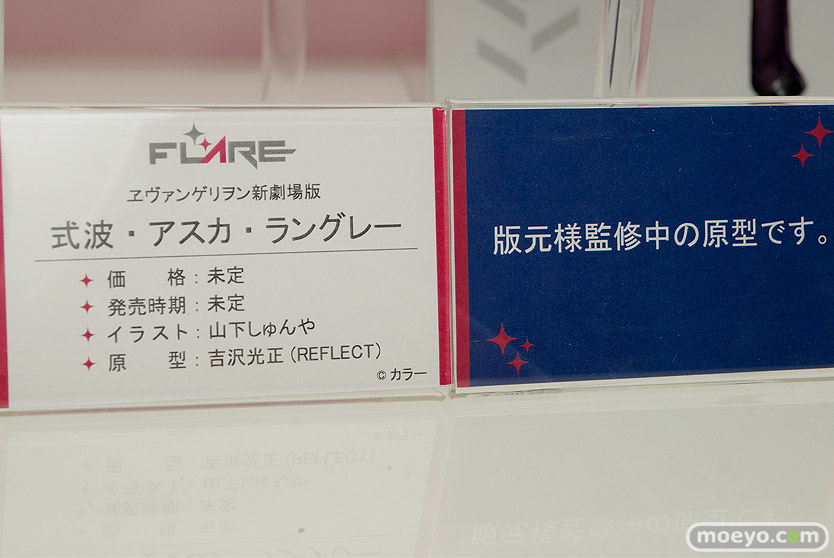 FLARE
ヱヴァンゲリヲン新劇場版
式波・アスカ・ラングレー
価　格：未定
発売時期：未定
イラスト：山下しゅんや
原　型：吉沢光正(REFLECT)
©カラー
版元様監修中の原型です。
moeyo.com